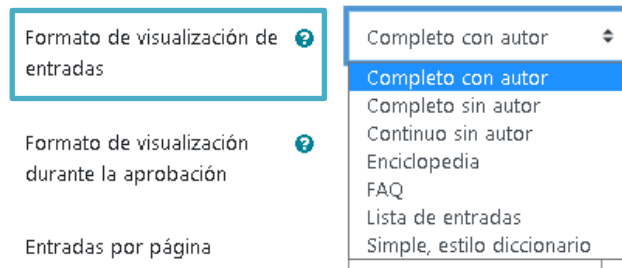 Formato de visualización de
entradas
Completo con autor
Completo con autor
Completo sin autor
Continuo sin autor
Enciclopedia
FAQ
Lista de entradas
Simple, estilo diccionario
Formato de visualización
durante la aprobación
Entradas por página